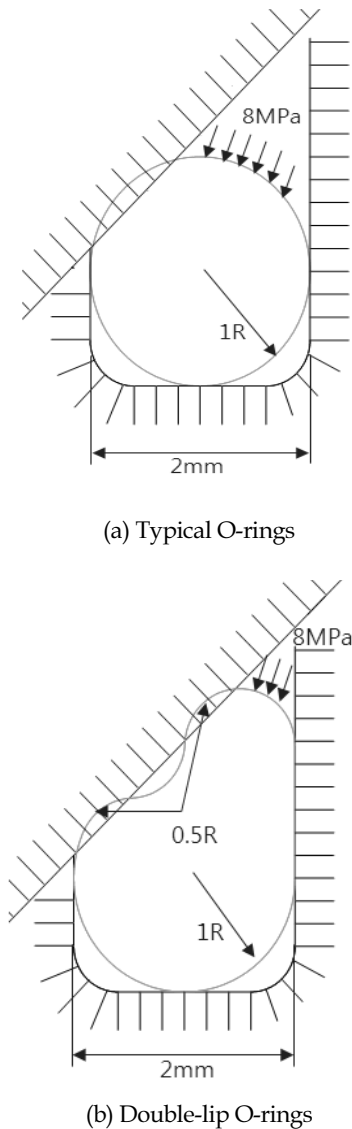 8MPa
1R
2mm
(a) Typical O-rings
8MPa
0.5R
1R
2mm
(b) Double-lip O-rings